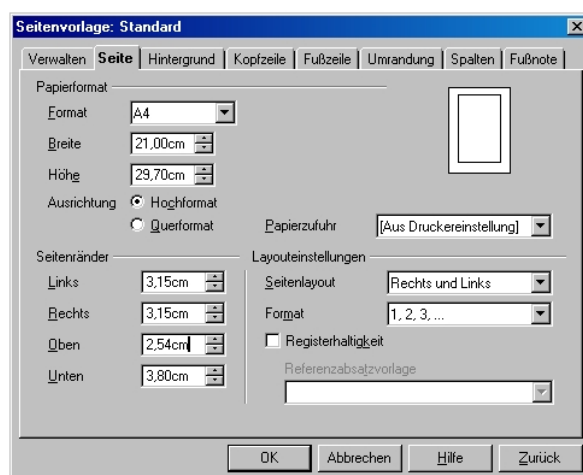 Seitenvorlage: Standard
Verwalten Seite Hintergrund Kopfzeile Fußzeile Umrandung Spalten Fußnote
Papierformat
Format A4
Breite 21,00cm
Höhe 29,70cm
Ausrichtung Hochformat
Querformat Papierzufuhr [Aus Druckereinstellung]
Seitenränder Layouteinstellungen
Links 3,15cm Seitenlayout Rechts und Links
Rechts 3,15cm Format 1, 2, 3, ...
Oben 2,54cm Registerhaltigkeit
Unten 3,80cm Referenzabsatzvorlage
OK Abbrechen Hilfe Zurück